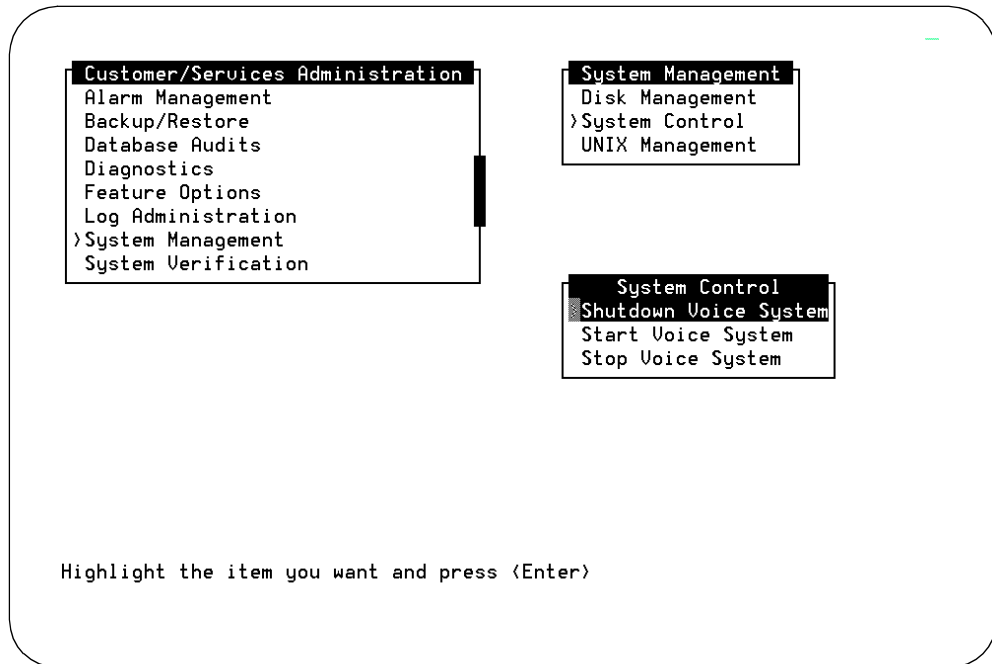 Customer/Services Administration
Alarm Management
Backup/Restore
Database Audits
Diagnostics
Feature Options
Log Administration
>System Management
System Verification
System Management
Disk Management
>System Control
UNIX Management
System Control
Shutdown Voice System
Start Voice System
Stop Voice System
Highlight the item you want and press <Enter>